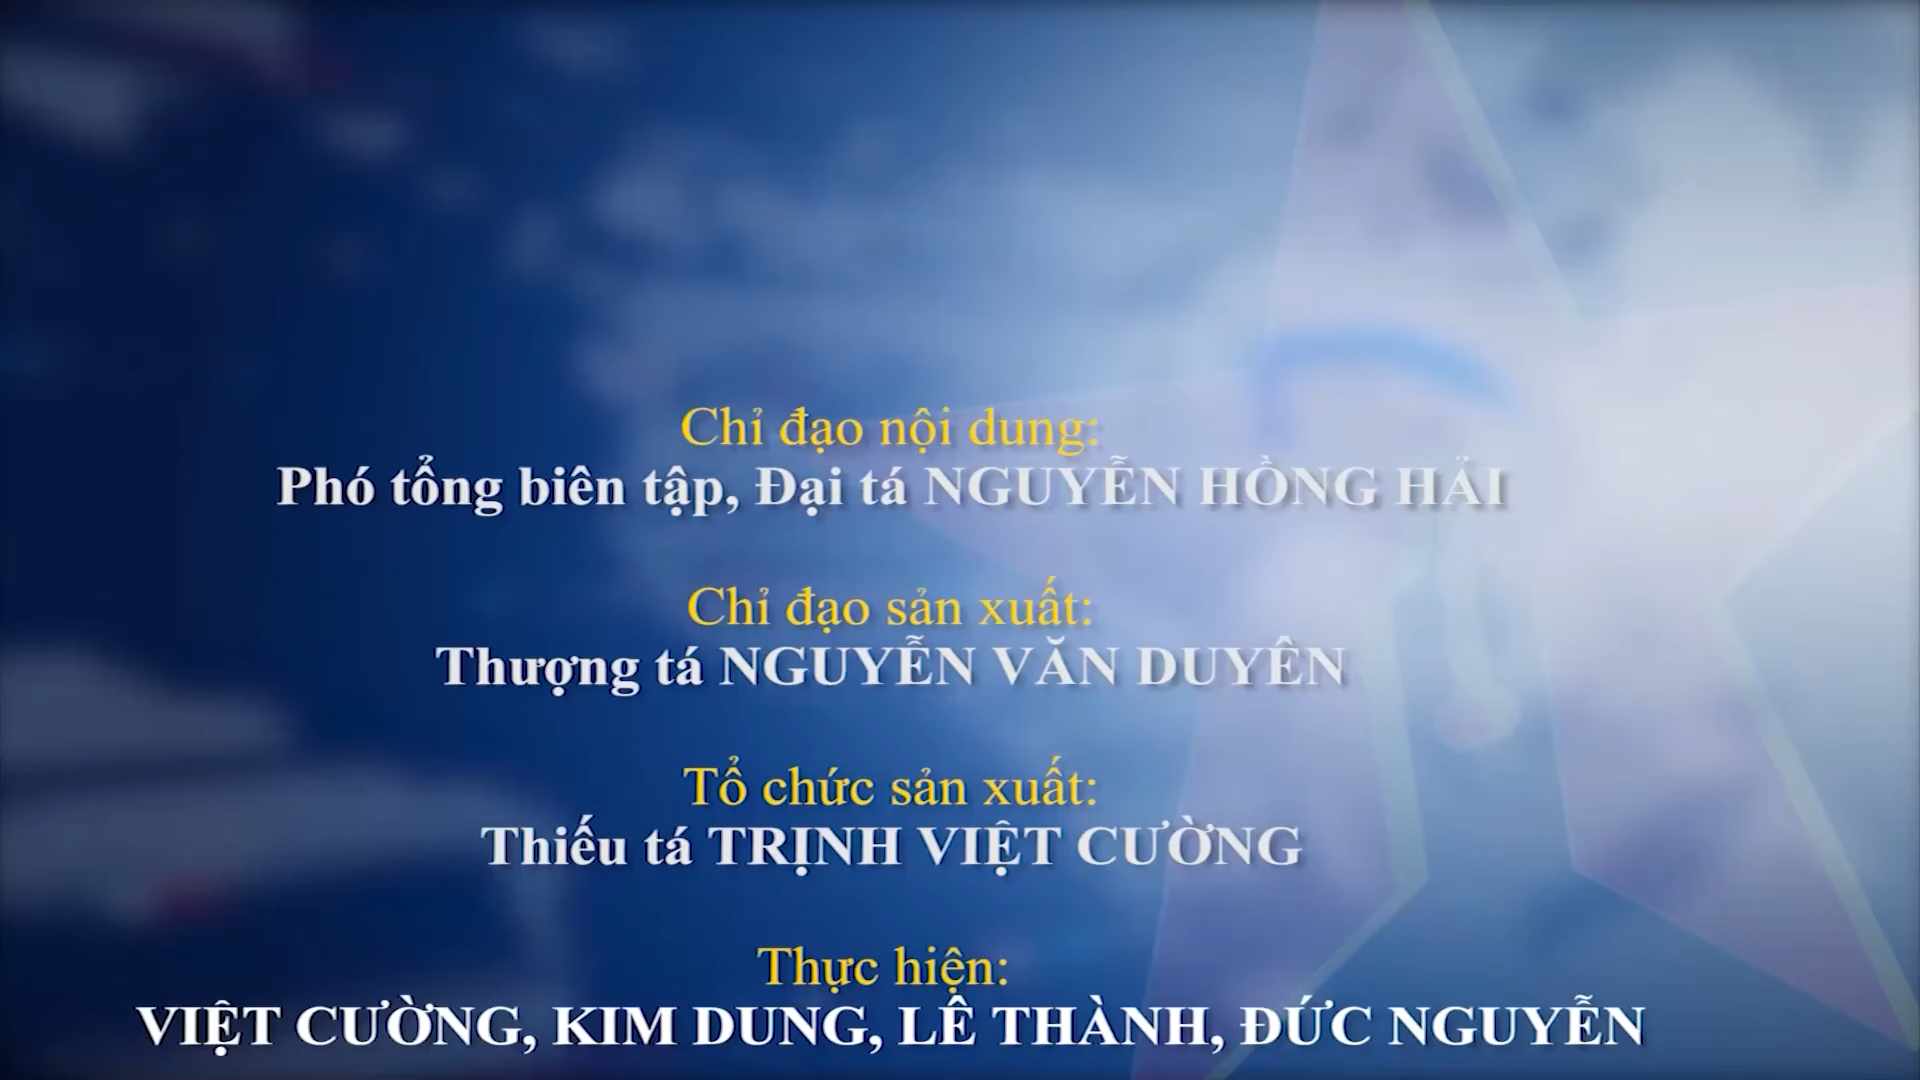 Chỉ đạo nội dung:
Phó tổng biên tập, Đại tá NGUYỄN HỒNG HẢI
Chỉ đạo sản xuất:
Thượng tá NGUYỄN VĂN DUYÊN
Tổ chức sản xuất:
Thiếu tá TRỊNH VIỆT CƯỜNG
Thực hiện:
VIỆT CƯỜNG, KIM DUNG, LÊ THÀNH, ĐỨC NGUYỄN